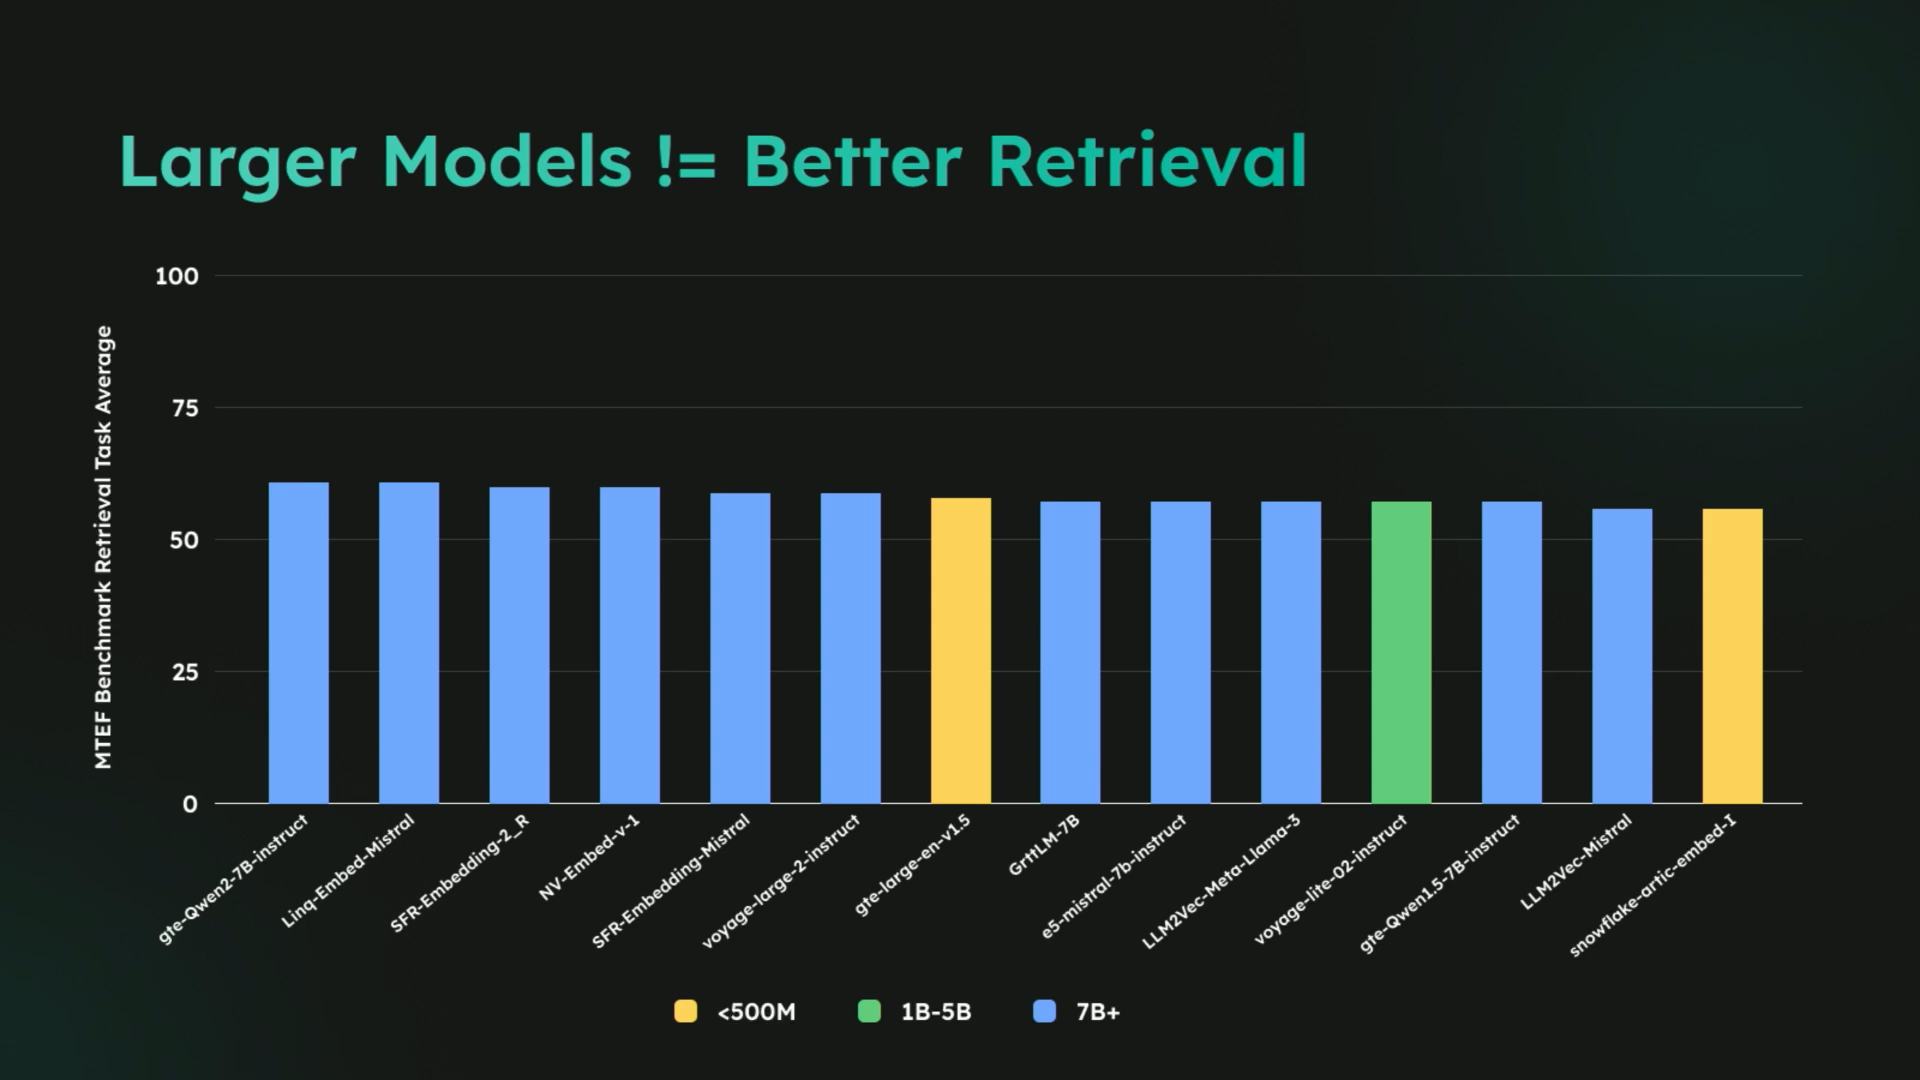 Larger Models != Better Retrieval
MTEF Benchmark Retrieval Task Average
100
75
50
25
0
gte-Qwen2-7B-instruct
Linq-Embed-Mistral
SFR-Embedding-2_R
NV-Embed-v-1
SFR-Embedding-Mistral
voyage-large-2-instruct
gte-large-en-v1.5
GrttLM-7B
e5-mistral-7b-instruct
LLM2Vec-Meta-Llama-3
voyage-lite-02-instruct
gte-Qwen1.5-7B-instruct
LLM2Vec-Mistral
snowflake-artic-embed-I
<500M
1B-5B
7B+